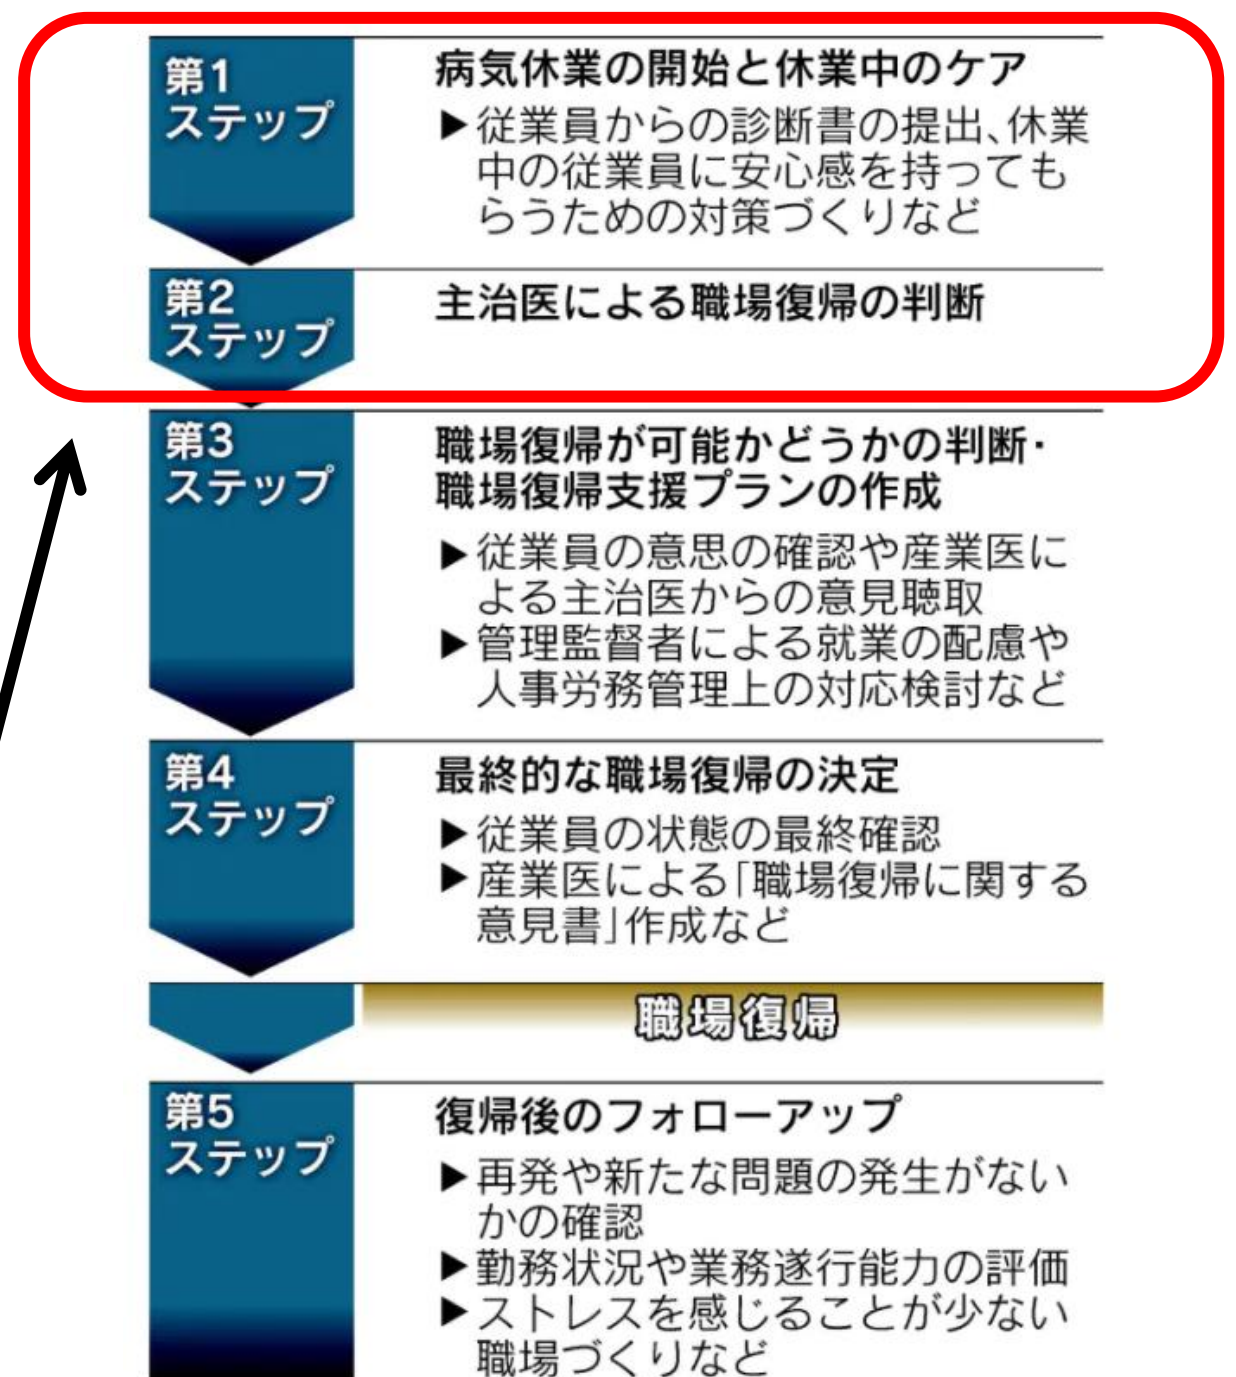 第1
ステップ
病気休業の開始と休業中のケア
▶従業員からの診断書の提出、休業
中の従業員に安心感を持っても
らうための対策づくりなど
第2
ステップ
主治医による職場復帰の判断
第3
ステップ
職場復帰が可能かどうかの判断・
職場復帰支援プランの作成
▶従業員の意思の確認や産業医に
よる主治医からの意見聴取
▶管理監督者による就業の配慮や
人事労務管理上の対応検討など
第4
ステップ
最終的な職場復帰の決定
▶従業員の状態の最終確認
▶産業医による「職場復帰に関する
意見書」作成など
職場復帰
第5
ステップ
復帰後のフォローアップ
▶再発や新たな問題の発生がない
かの確認
▶勤務状況や業務遂行能力の評価
▶ストレスを感じることが少ない
職場づくりなど